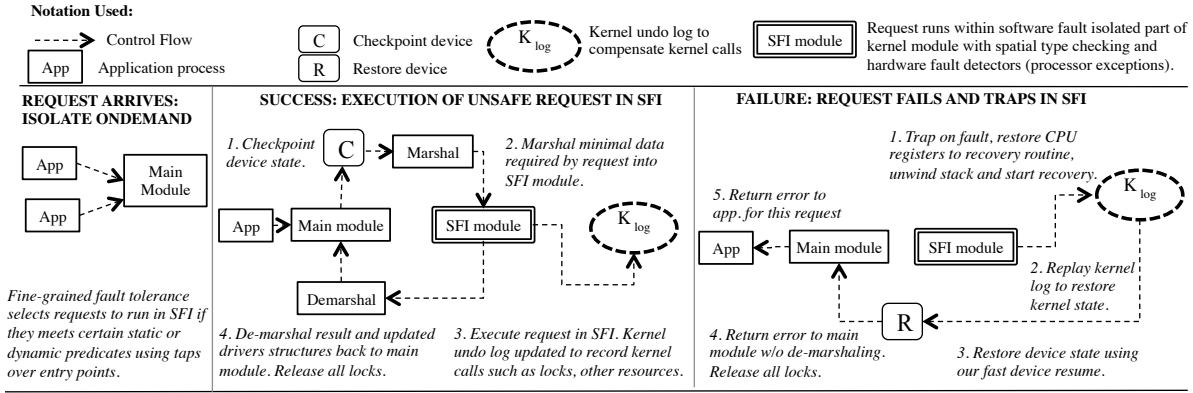 Notation Used:
Control Flow
App
Application process
C
Checkpoint device
R
Restore device
K log
Kernel undo log to
compensate kernel calls
SFI module
Request runs within software fault isolated part of
kernel module with spatial type checking and
hardware fault detectors (processor exceptions).
REQUEST ARRIVES:
ISOLATE ONDEMAND
App
App
Main
Module
Fine-grained fault tolerance
selects requests to run in SFI if
they meets certain static or
dynamic predicates using taps
over entry points.
SUCCESS: EXECUTION OF UNSAFE REQUEST IN SFI
1. Checkpoint
device state.
C
Marshal
2. Marshal minimal data
required by request into
SFI module.
App
Main module
SFI module
K log
Demarshal
4. De-marshal result and updated
drivers structures back to main
module. Release all locks.
3. Execute request in SFI. Kernel
undo log updated to record kernel
calls such as locks, other resources.
FAILURE: REQUEST FAILS AND TRAPS IN SFI
1. Trap on fault, restore CPU
registers to recovery routine,
unwind stack and start recovery.
K log
5. Return error to
app. for this request
App
Main module
SFI module
2. Replay kernel
log to restore
kernel state.
R
4. Return error to main
module w/o de-marshaling.
Release all locks.
3. Restore device state using
our fast device resume.